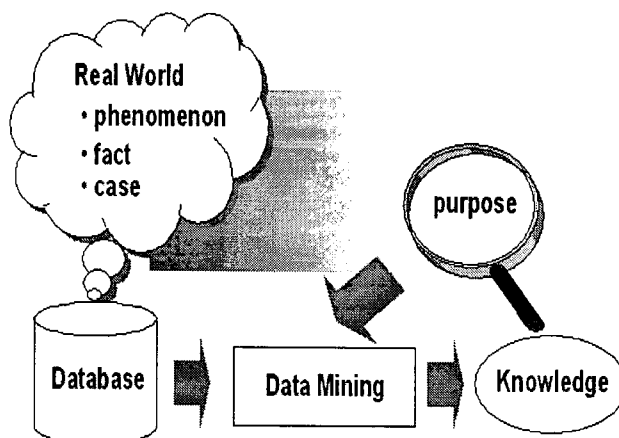 Real World
• phenomenon
• fact
• case
purpose
Database
Data Mining
Knowledge